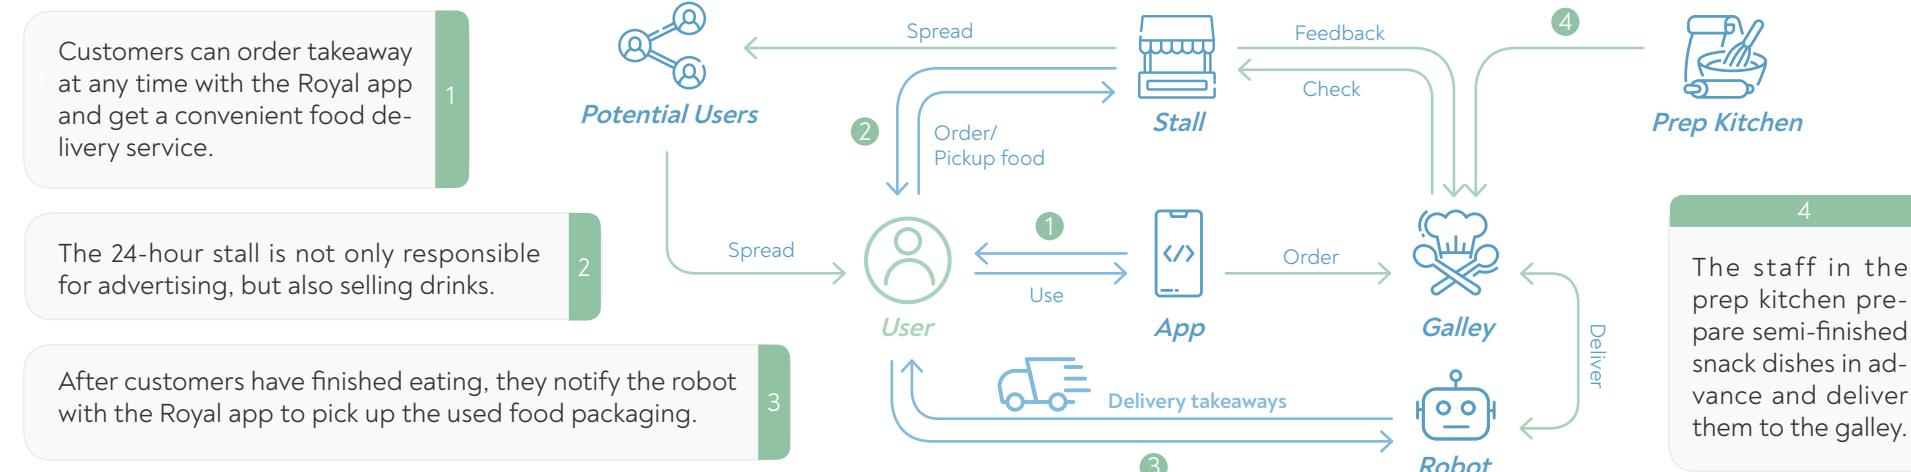 Customers can order takeaway
at any time with the Royal app
and get a convenient food de-
livery service.
1
1
The 24-hour stall is not only responsible
for advertising, but also selling drinks.
2
After customers have finished eating, they notify the robot
with the Royal app to pick up the used food packaging.
3
Spread
Potential Users
Stall
Feedback
Check
4
Prep Kitchen
2
Order/
Pickup food
Spread
User
1
Use
</>
App
Order
Galley
Deliver
Delivery takeaways
3
Robot
4
The staff in the
prep kitchen pre-
pare semi-finished
snack dishes in ad-
vance and deliver
them to the galley.